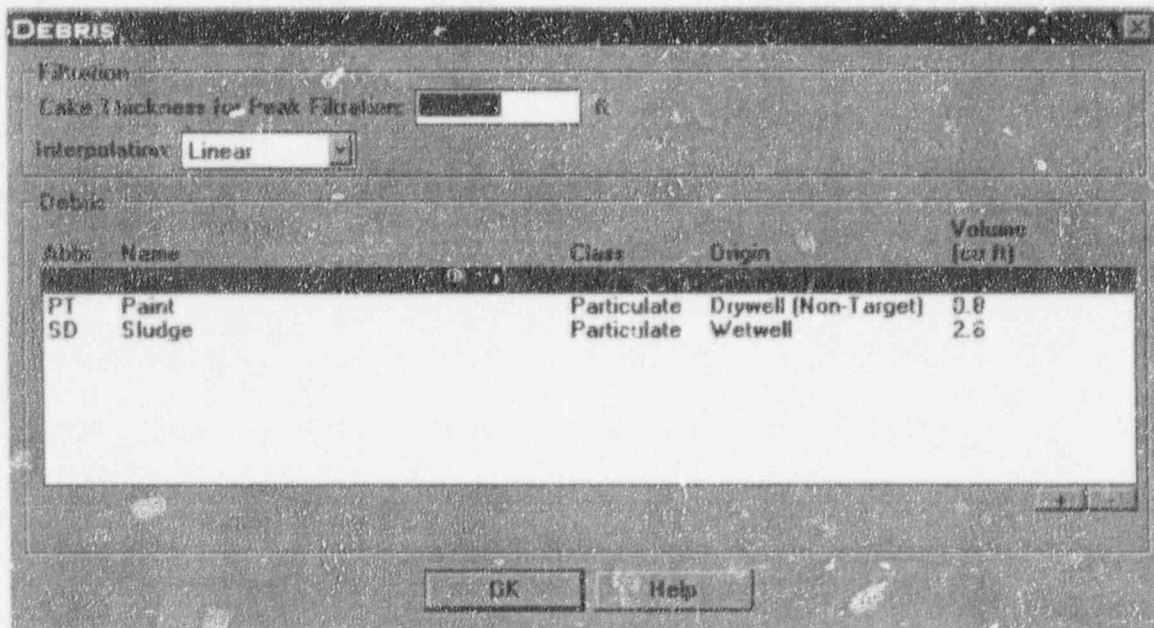 DEBRIS
Filtration
Cake Thickness for Peak Filtration: ft
Interpolation: Linear
Debris
Abbr Name Class Origin Volume (cu ft)
PT Paint Particulate Drywell (Non-Target) 0.8
SD Sludge Particulate Wetwell 2.6
+ -
OK Help